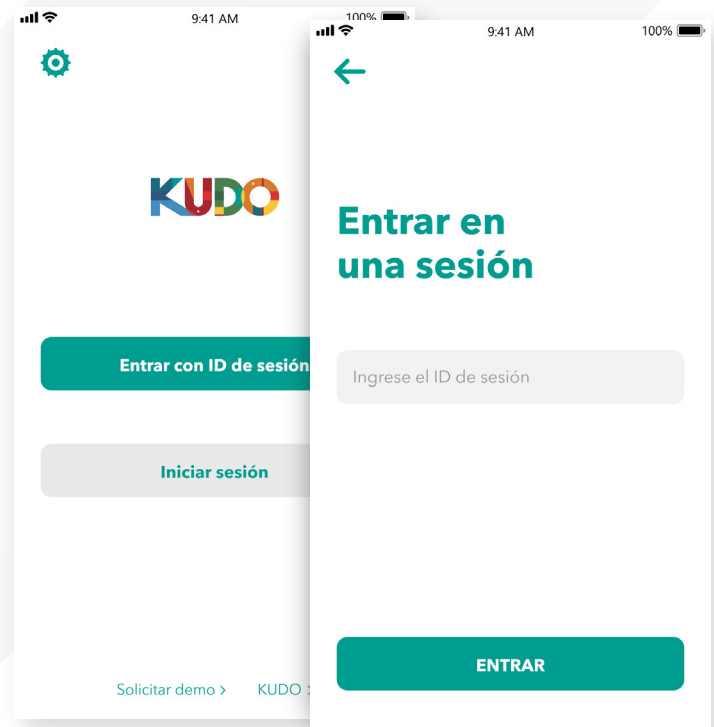 9:41 AM
100%
KUDO
Entrar con ID de sesión
Iniciar sesión
Solicitar demo >
KUDO >
9:41 AM
100%
Entrar en
una sesión
Ingrese el ID de sesión
ENTRAR